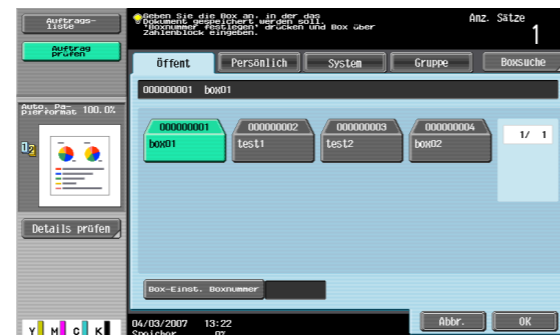 Auftrags-
liste
Auftrag
prüfen
Auto. Pa-
pierformat 100.0%
Details prüfen
Y M C K
Geben Sie die Box an, in der das
Dokument gespeichert werden soll.
'Boxnummer festlegen' drücken und Box über
Zahlenblock eingeben.
Anz. Sätze
1
Öffent
Persönlich
System
Gruppe
Boxsuche
000000001 box01
000000001
box01
000000002
test1
000000003
test2
000000004
box02
1/ 1
Box-Einst. Boxnummer
04/03/2007 13:22
Speicher 0%
Abbr.
OK